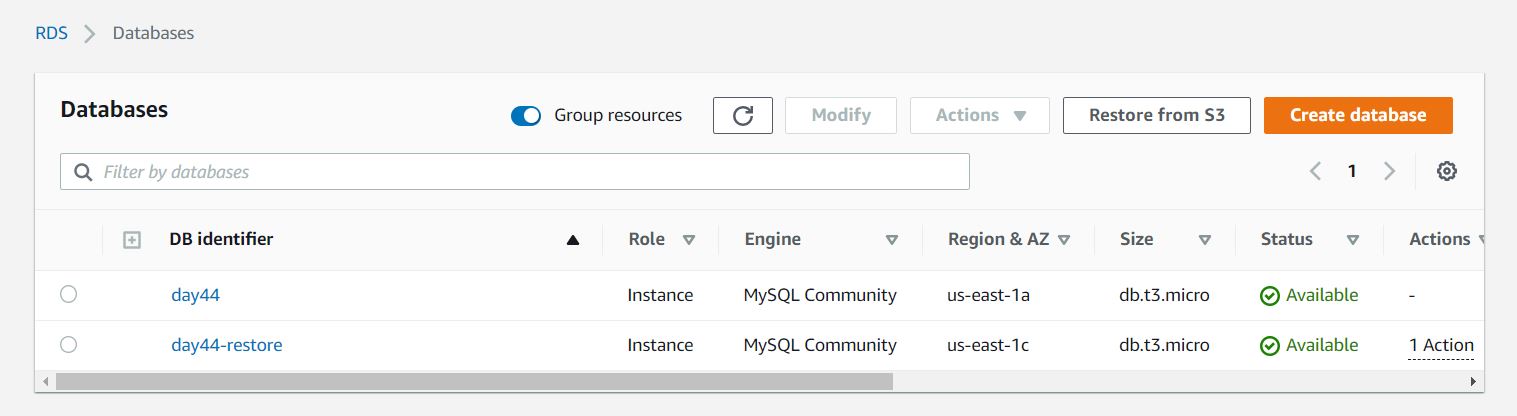 RDS > Databases
Databases Group resources Modify Actions Restore from S3 Create database
Filter by databases 1
DB identifier Role Engine Region & AZ Size Status Actions
day44 Instance MySQL Community us-east-1a db.t3.micro Available -
day44-restore Instance MySQL Community us-east-1c db.t3.micro Available 1 Action